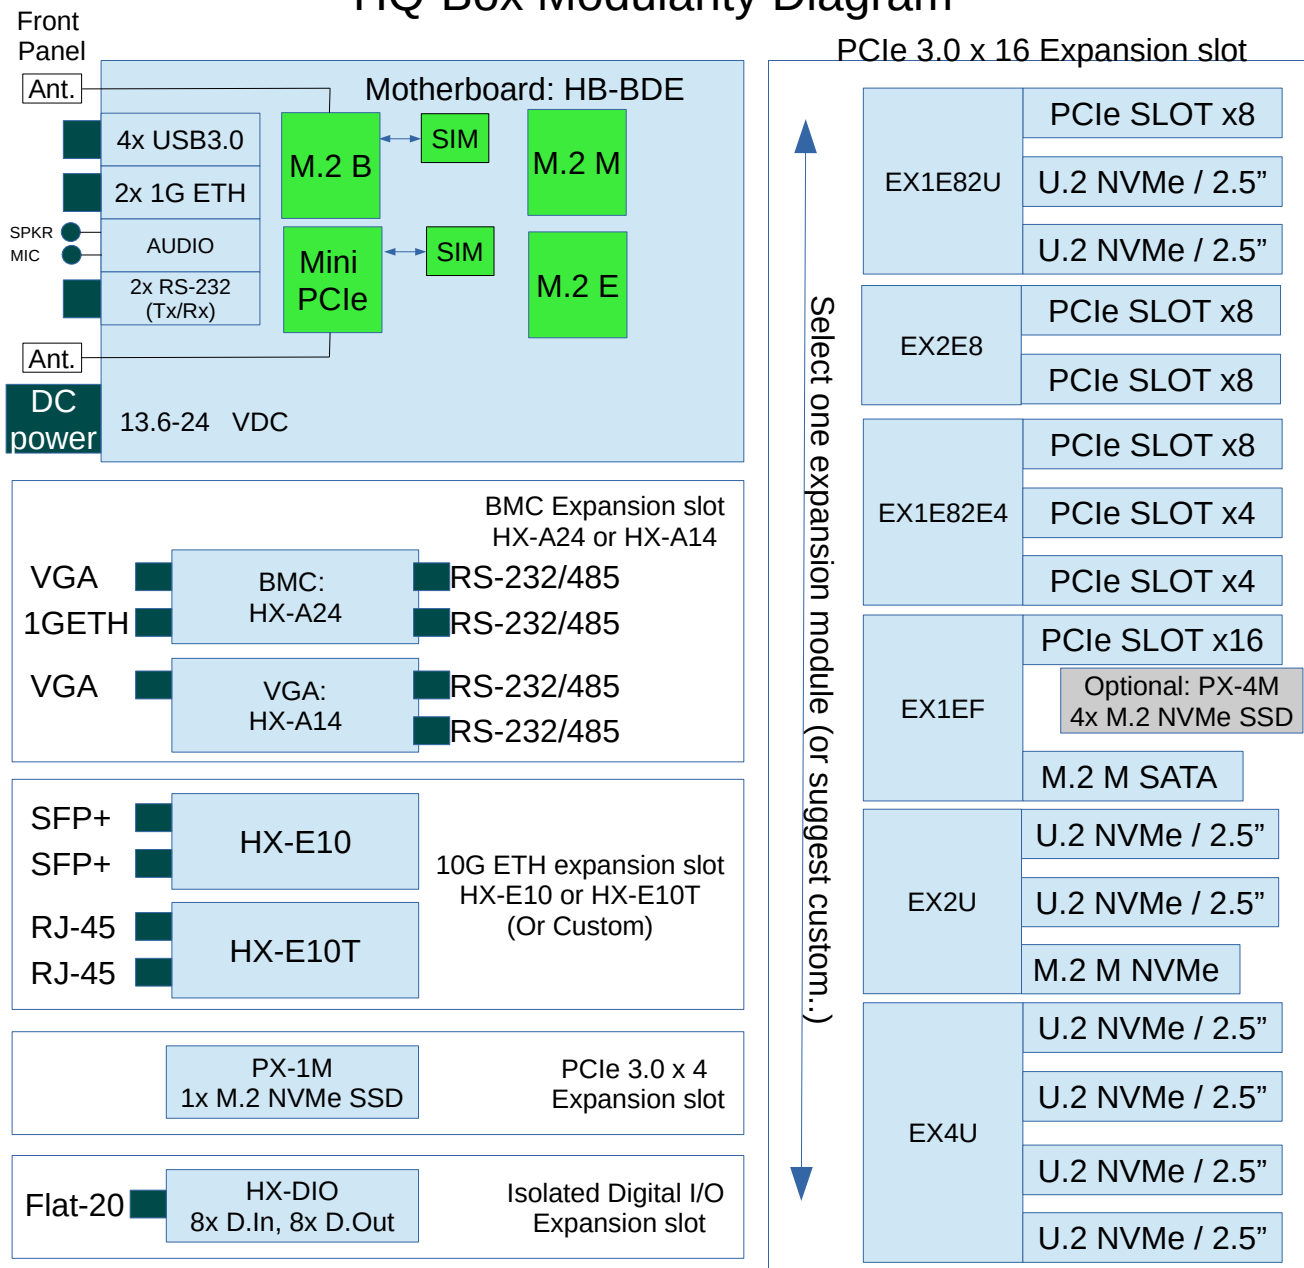 HQ Box Modularity Diagram
Front
Panel
Ant.
Motherboard: HB-BDE
4x USB3.0
2x 1G ETH
SPKR
MIC
AUDIO
2x RS-232
(Tx/Rx)
M.2 B
SIM
M.2 M
Mini
PCIe
SIM
M.2 E
Ant.
DC
power
13.6-24 VDC
BMC Expansion slot
HX-A24 or HX-A14
VGA
1GETH
BMC:
HX-A24
RS-232/485
RS-232/485
VGA
VGA:
HX-A14
RS-232/485
RS-232/485
SFP+
SFP+
HX-E10
10G ETH expansion slot
HX-E10 or HX-E10T
(Or Custom)
RJ-45
RJ-45
HX-E10T
PX-1M
1x M.2 NVMe SSD
PCIe 3.0 x 4
Expansion slot
Flat-20
HX-DIO
8x D.In, 8x D.Out
Isolated Digital I/O
Expansion slot
PCIe 3.0 x 16 Expansion slot
Select one expansion module (or suggest custom..)
EX1E82U
PCIe SLOT x8
U.2 NVMe / 2.5”
U.2 NVMe / 2.5”
EX2E8
PCIe SLOT x8
PCIe SLOT x8
EX1E82E4
PCIe SLOT x8
PCIe SLOT x4
PCIe SLOT x4
EX1EF
PCIe SLOT x16
Optional: PX-4M
4x M.2 NVMe SSD
M.2 M SATA
EX2U
U.2 NVMe / 2.5”
U.2 NVMe / 2.5”
M.2 M NVMe
EX4U
U.2 NVMe / 2.5”
U.2 NVMe / 2.5”
U.2 NVMe / 2.5”
U.2 NVMe / 2.5”